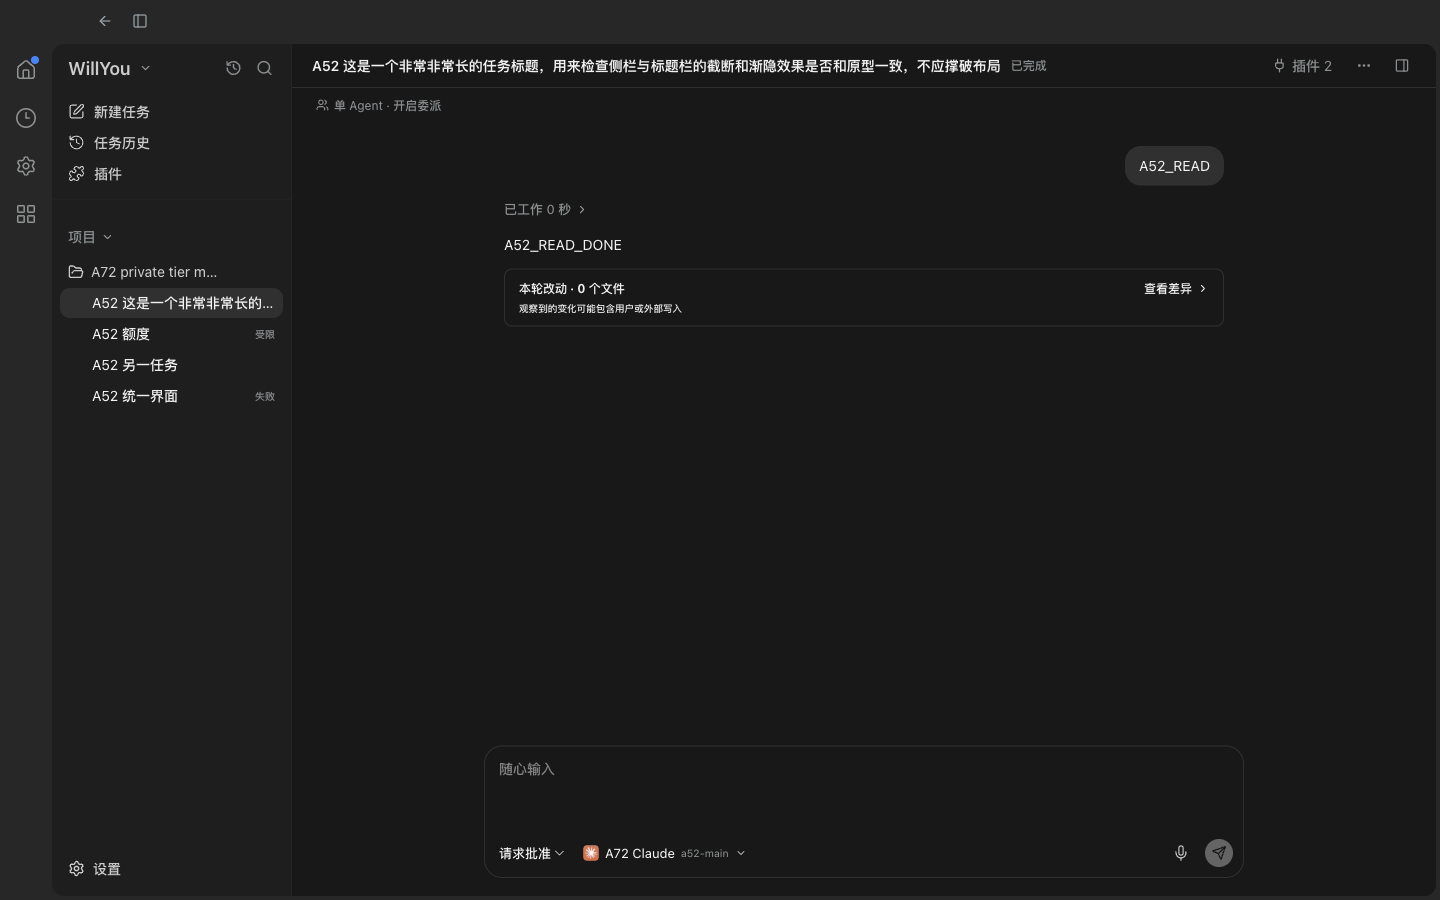 WillYou
新建任务
任务历史
插件
项目
A72 private tier m...
A52 这是一个非常非常长的...
A52 额度 受限
A52 另一任务
A52 统一界面 失败
设置
A52 这是一个非常非常长的任务标题，用来检查侧栏与标题栏的截断和渐隐效果是否和原型一致，不应撑破布局 已完成
插件 2
单 Agent · 开启委派
A52_READ
已工作 0 秒
A52_READ_DONE
本轮改动 · 0 个文件
查看差异
观察到的变化可能包含用户或外部写入
随心输入
请求批准
A72 Claude a52-main